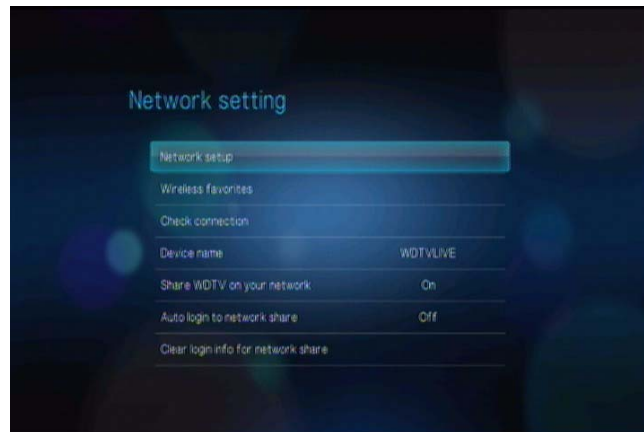 Network setting
Network setup
Wireless favorites
Check connection
Device name WDTVLIVE
Share WDTV on your network On
Auto login to network share Off
Clear login info for network share